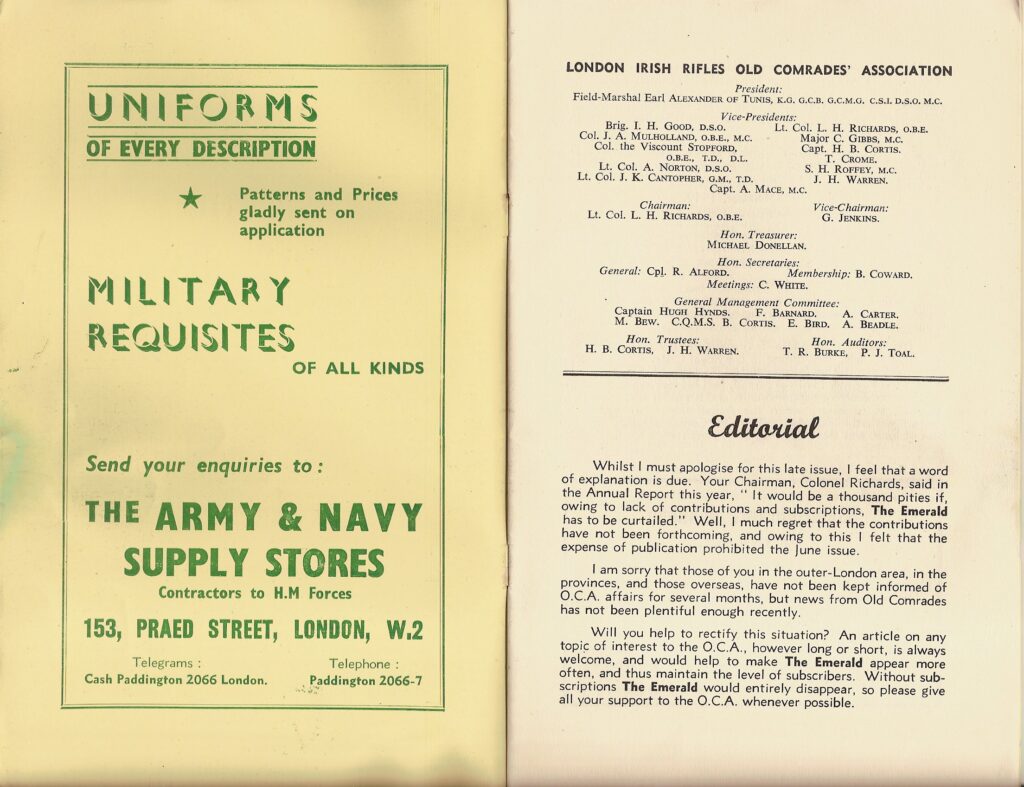 UNIFORMS
OF EVERY DESCRIPTION
★ Patterns and Prices
gladly sent on
application
MILITARY
REQUISITES
OF ALL KINDS
Send your enquiries to :
THE ARMY & NAVY
SUPPLY STORES
Contractors to H.M Forces
153, PRAED STREET, LONDON, W.2
Telegrams : Telephone :
Cash Paddington 2066 London. Paddington 2066-7
LONDON IRISH RIFLES OLD COMRADES' ASSOCIATION
President:
Field-Marshal Earl ALEXANDER OF TUNIS, K.G. G.C.B. G.C.M.G. C.S.I. D.S.O. M.C.
Vice-Presidents:
Brig. I. H. GOOD, D.S.O. Lt. Col. L. H. RICHARDS, O.B.E.
Col. J. A. MULHOLLAND, O.B.E., M.C. Major C. GIBBS, M.C.
Col. the Viscount STOPFORD, Capt. H. B. CORTIS.
O.B.E., T.D., D.L. T. CROME.
Lt. Col. A. NORTON, D.S.O. S. H. ROFFEY, M.C.
Lt. Col. J. K. CANTOPHER, G.M., T.D. J. H. WARREN.
Capt. A. MACE, M.C.
Chairman: Vice-Chairman:
Lt. Col. L. H. RICHARDS, O.B.E. G. JENKINS.
Hon. Treasurer:
MICHAEL DONELLAN.
Hon. Secretaries:
General: Cpl. R. ALFORD. Membership: B. COWARD.
Meetings: C. WHITE.
General Management Committee:
Captain HUGH HYNDS. F. BARNARD. A. CARTER.
M. BEW. C.Q.M.S. B. CORTIS. E. BIRD. A. BEADLE.
Hon. Trustees: Hon. Auditors:
H. B. CORTIS, J. H. WARREN. T. R. BURKE, P. J. TOAL.
Editorial
Whilst I must apologise for this late issue, I feel that a word
of explanation is due. Your Chairman, Colonel Richards, said in
the Annual Report this year, " It would be a thousand pities if,
owing to lack of contributions and subscriptions, The Emerald
has to be curtailed." Well, I much regret that the contributions
have not been forthcoming, and owing to this I felt that the
expense of publication prohibited the June issue.
I am sorry that those of you in the outer-London area, in the
provinces, and those overseas, have not been kept informed of
O.C.A. affairs for several months, but news from Old Comrades
has not been plentiful enough recently.
Will you help to rectify this situation? An article on any
topic of interest to the O.C.A., however long or short, is always
welcome, and would help to make The Emerald appear more
often, and thus maintain the level of subscribers. Without sub-
scriptions The Emerald would entirely disappear, so please give
all your support to the O.C.A. whenever possible.